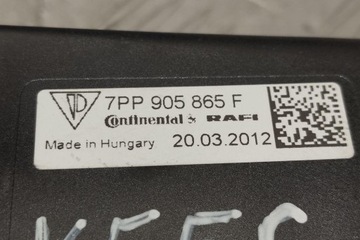 7PP 905 865 F
Continental & RAFI
Made in Hungary 20.03.2012